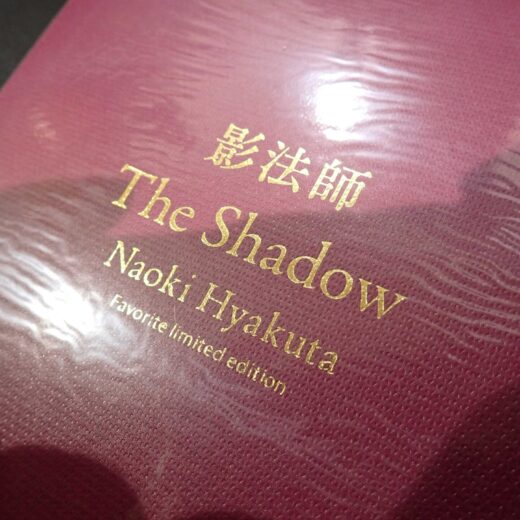 影法師
The Shadow
Naoki Hyakuta
Favorite limited edition